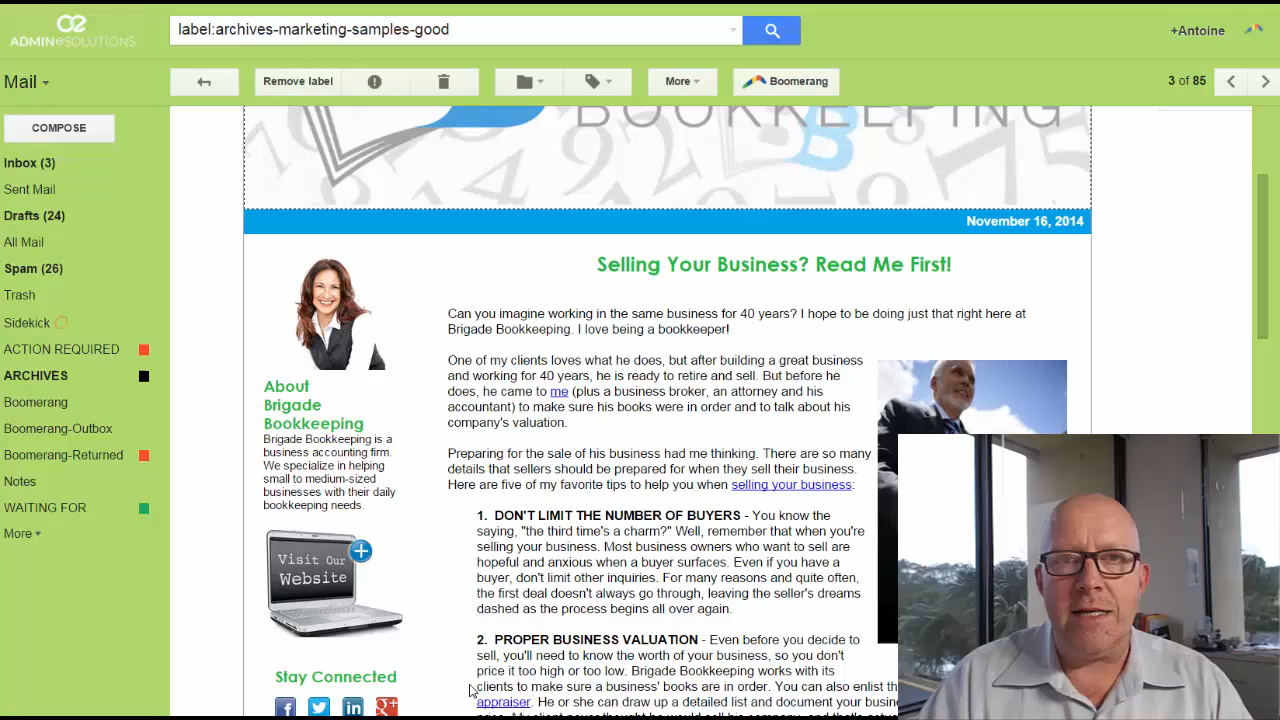 ADMINeSOLUTIONS
label:archives-marketing-samples-good
+Antoine
Mail
Remove label
More
Boomerang
3 of 85
COMPOSE
Inbox (3)
Sent Mail
Drafts (24)
All Mail
Spam (26)
Trash
Sidekick
ACTION REQUIRED
ARCHIVES
Boomerang
Boomerang-Outbox
Boomerang-Returned
Notes
WAITING FOR
More
BOOKKEEPING
November 16, 2014
About
Brigade
Bookkeeping
Brigade Bookkeeping is a
business accounting firm.
We specialize in helping
small to medium-sized
businesses with their daily
bookkeeping needs.
Visit Our
Website
Stay Connected
Selling Your Business? Read Me First!
Can you imagine working in the same business for 40 years? I hope to be doing just that right here at
Brigade Bookkeeping. I love being a bookkeeper!
One of my clients loves what he does, but after building a great business
and working for 40 years, he is ready to retire and sell. But before he
does, he came to me (plus a business broker, an attorney and his
accountant) to make sure his books were in order and to talk about his
company's valuation.
Preparing for the sale of his business had me thinking. There are so many
details that sellers should be prepared for when they sell their business.
Here are five of my favorite tips to help you when selling your business:
1. DON'T LIMIT THE NUMBER OF BUYERS - You know the
saying, "the third time's a charm?" Well, remember that when you're
selling your business. Most business owners who want to sell are
hopeful and anxious when a buyer surfaces. Even if you have a
buyer, don't limit other inquiries. For many reasons and quite often,
the first deal doesn't always go through, leaving the seller's dreams
dashed as the process begins all over again.
2. PROPER BUSINESS VALUATION - Even before you decide to
sell, you'll need to know the worth of your business, so you don't
price it too high or too low. Brigade Bookkeeping works with its
clients to make sure a business' books are in order. You can also enlist th
appraiser. He or she can draw up a detailed list and document your busin